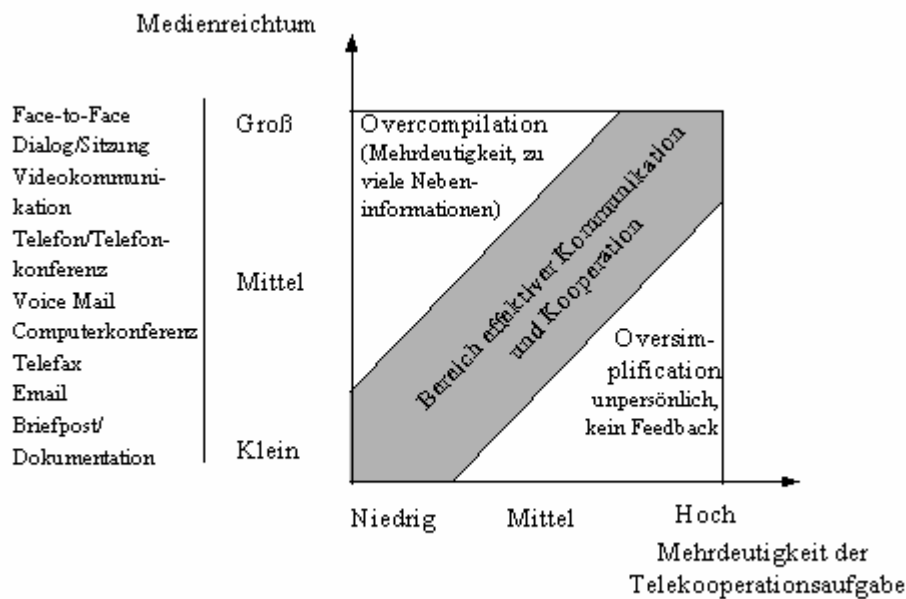 Medienreichtum
Face-to-Face
Dialog/Sitzung
Videokommuni-
kation
Telefon/Telefon-
konferenz
Voice Mail
Computerkonferenz
Telefax
Email
Briefpost/
Dokumentation
Groß
Mittel
Klein
Overcompilation
(Mehrdeutigkeit, zu
viele Neben-
informationen)
Bereich effektiver Kommunikation
und Kooperation
Oversim-
plification
unpersönlich,
kein Feedback
Niedrig
Mittel
Hoch
Mehrdeutigkeit der
Telekooperationsaufgabe